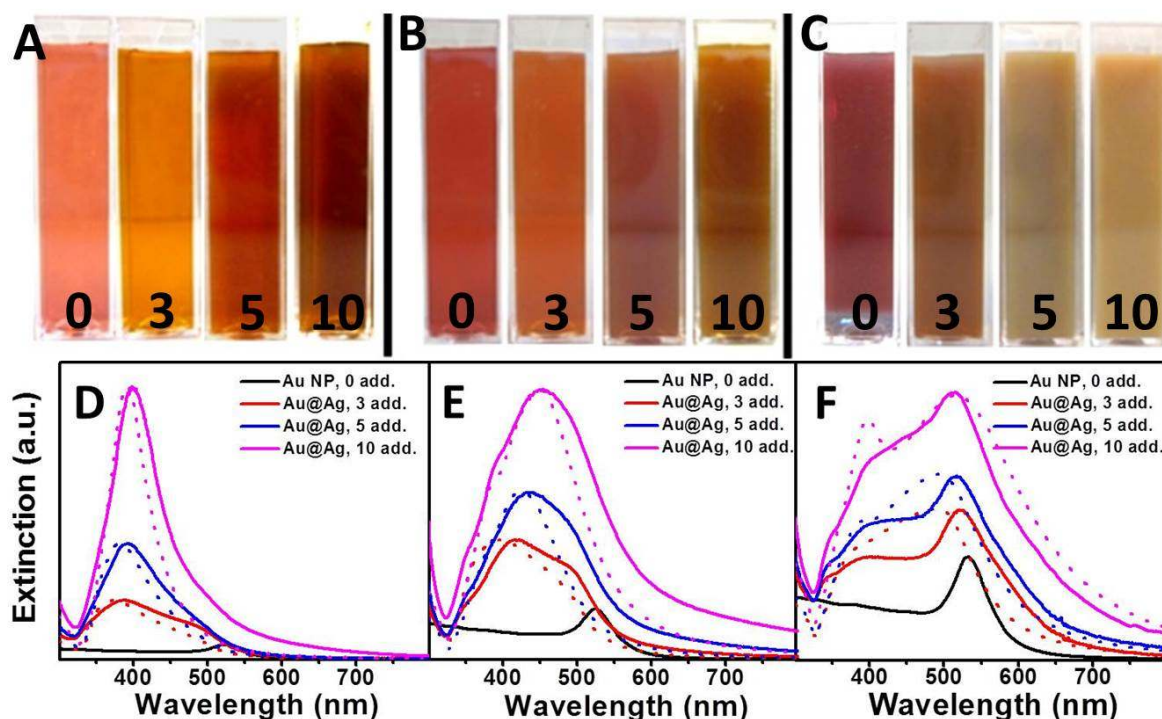 A
B
C
0 3 5 10
0 3 5 10
0 3 5 10
Extinction (a.u.)
D
Au NP, 0 add.
Au@Ag, 3 add.
Au@Ag, 5 add.
Au@Ag, 10 add.
400 500 600 700
Wavelength (nm)
E
Au NP, 0 add.
Au@Ag, 3 add.
Au@Ag, 5 add.
Au@Ag, 10 add.
400 500 600 700
Wavelength (nm)
F
Au NP, 0 add.
Au@Ag, 3 add.
Au@Ag, 5 add.
Au@Ag, 10 add.
400 500 600 700
Wavelength (nm)